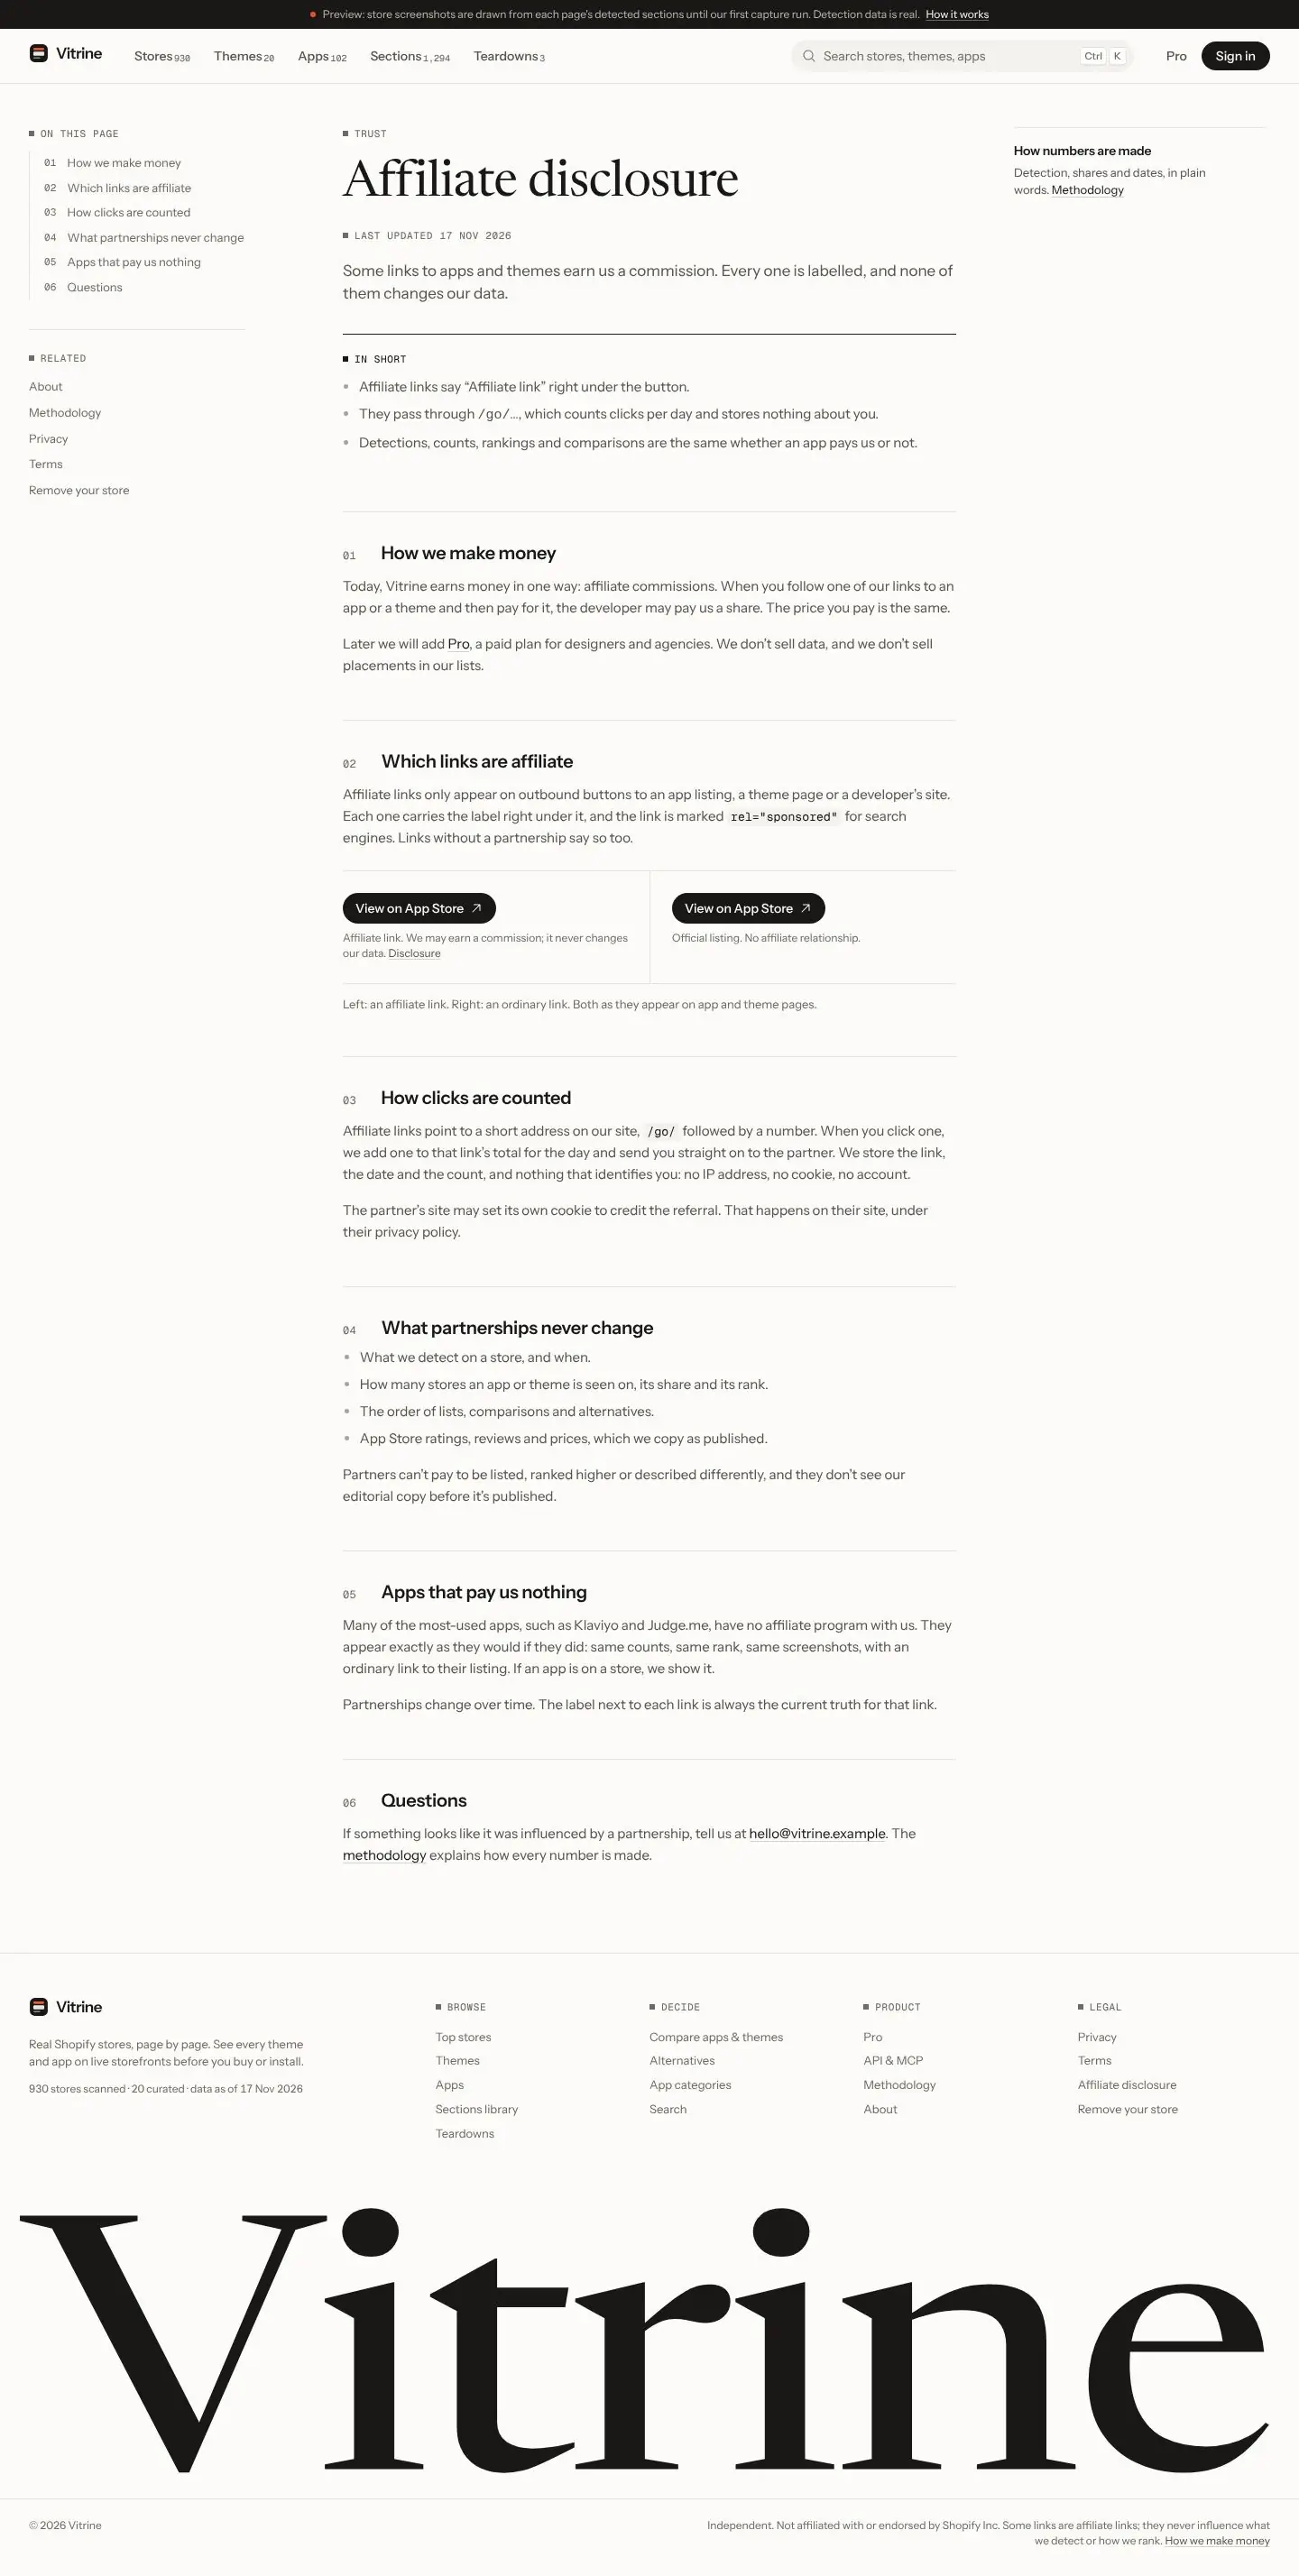 Preview: store screenshots are drawn from each page's detected sections until our first capture run. Detection data is real. How it works
Vitrine
Stores 930 Themes 20 Apps 102 Sections 1,294 Teardowns 3
Search stores, themes, apps Ctrl K
Pro Sign in
ON THIS PAGE
01 How we make money
02 Which links are affiliate
03 How clicks are counted
04 What partnerships never change
05 Apps that pay us nothing
06 Questions
RELATED
About
Methodology
Privacy
Terms
Remove your store
TRUST
Affiliate disclosure
LAST UPDATED 17 NOV 2026
Some links to apps and themes earn us a commission. Every one is labelled, and none of
them changes our data.
IN SHORT
Affiliate links say “Affiliate link” right under the button.
They pass through /go/…, which counts clicks per day and stores nothing about you.
Detections, counts, rankings and comparisons are the same whether an app pays us or not.
01 How we make money
Today, Vitrine earns money in one way: affiliate commissions. When you follow one of our links to an
app or a theme and then pay for it, the developer may pay us a share. The price you pay is the same.
Later we will add Pro, a paid plan for designers and agencies. We don’t sell data, and we don’t sell
placements in our lists.
02 Which links are affiliate
Affiliate links only appear on outbound buttons to an app listing, a theme page or a developer’s site.
Each one carries the label right under it, and the link is marked rel="sponsored" for search
engines. Links without a partnership say so too.
View on App Store
Affiliate link. We may earn a commission; it never changes
our data. Disclosure
View on App Store
Official listing. No affiliate relationship.
Left: an affiliate link. Right: an ordinary link. Both as they appear on app and theme pages.
03 How clicks are counted
Affiliate links point to a short address on our site, /go/ followed by a number. When you click one,
we add one to that link’s total for the day and send you straight on to the partner. We store the link,
the date and the count, and nothing that identifies you: no IP address, no cookie, no account.
The partner’s site may set its own cookie to credit the referral. That happens on their site, under
their privacy policy.
04 What partnerships never change
What we detect on a store, and when.
How many stores an app or theme is seen on, its share and its rank.
The order of lists, comparisons and alternatives.
App Store ratings, reviews and prices, which we copy as published.
Partners can’t pay to be listed, ranked higher or described differently, and they don’t see our
editorial copy before it’s published.
05 Apps that pay us nothing
Many of the most-used apps, such as Klaviyo and Judge.me, have no affiliate program with us. They
appear exactly as they would if they did: same counts, same rank, same screenshots, with an
ordinary link to their listing. If an app is on a store, we show it.
Partnerships change over time. The label next to each link is always the current truth for that link.
06 Questions
If something looks like it was influenced by a partnership, tell us at hello@vitrine.example. The
methodology explains how every number is made.
How numbers are made
Detection, shares and dates, in plain
words. Methodology
Vitrine
Real Shopify stores, page by page. See every theme
and app on live storefronts before you buy or install.
930 stores scanned · 20 curated · data as of 17 Nov 2026
BROWSE
Top stores
Themes
Apps
Sections library
Teardowns
DECIDE
Compare apps & themes
Alternatives
App categories
Search
PRODUCT
Pro
API & MCP
Methodology
About
LEGAL
Privacy
Terms
Affiliate disclosure
Remove your store
Vitrine
© 2026 Vitrine
Independent. Not affiliated with or endorsed by Shopify Inc. Some links are affiliate links; they never influence what
we detect or how we rank. How we make money